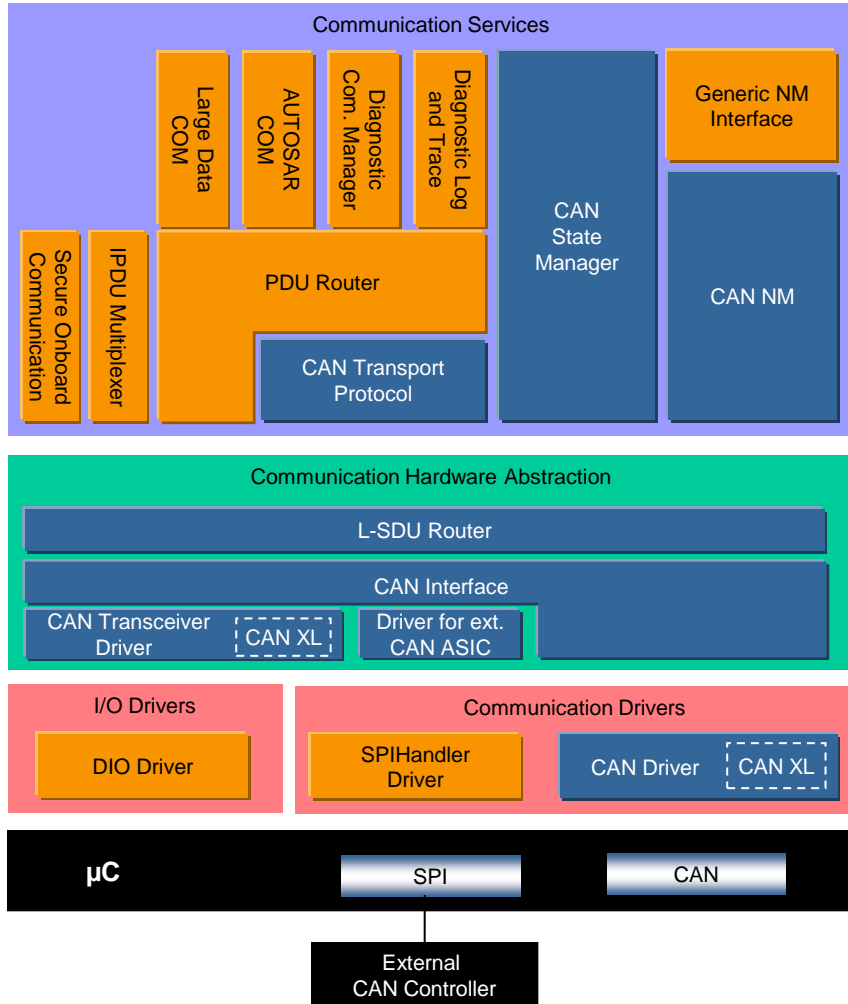 Communication Services
Large Data
COM
AUTOSAR
COM
Diagnostic
Com. Manager
Diagnostic Log
and Trace
CAN
State
Manager
Generic NM
Interface
Secure Onboard
Communication
IPDU Multiplexer
PDU Router
CAN NM
CAN Transport
Protocol
Communication Hardware Abstraction
L-SDU Router
CAN Interface
CAN Transceiver
Driver
CAN XL
Driver for ext.
CAN ASIC
I/O Drivers
Communication Drivers
DIO Driver
SPIHandler
Driver
CAN Driver
CAN XL
µC
SPI
CAN
External
CAN Controller